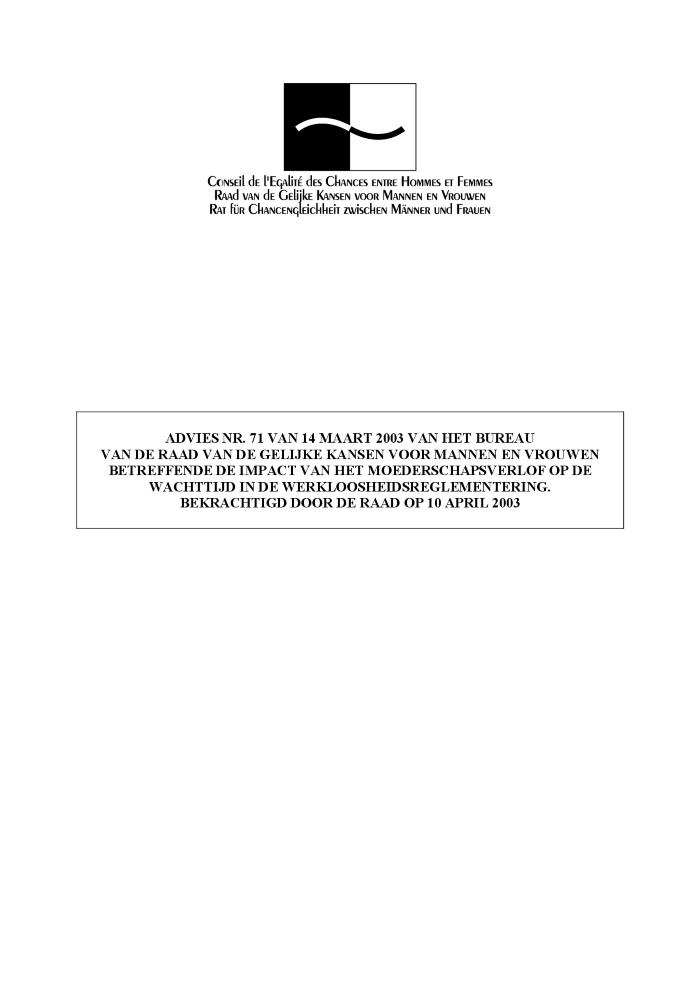 Conseil de l'Egalité des Chances entre Hommes et Femmes
Raad van de Gelijke Kansen voor Mannen en Vrouwen
Rat für Chancengleichheit zwischen Männer und Frauen
ADVIES NR. 71 VAN 14 MAART 2003 VAN HET BUREAU
VAN DE RAAD VAN DE GELIJKE KANSEN VOOR MANNEN EN VROUWEN
BETREFFENDE DE IMPACT VAN HET MOEDERSCHAPSVERLOF OP DE
WACHTTIJD IN DE WERKLOOSHEIDSREGLEMENTERING.
BEKRACHTIGD DOOR DE RAAD OP 10 APRIL 2003